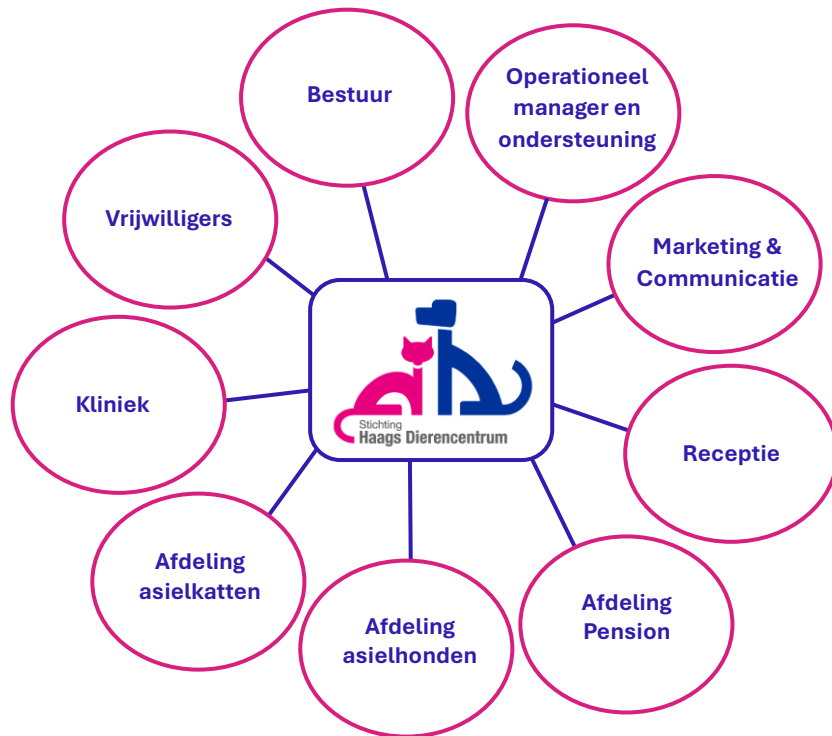 Bestuur
Operationeel
manager en
ondersteuning
Vrijwilligers
Marketing &
Communicatie
Kliniek
Stichting
Haags Dierencentrum
Receptie
Afdeling
asielkatten
Afdeling
asielhonden
Afdeling
Pension